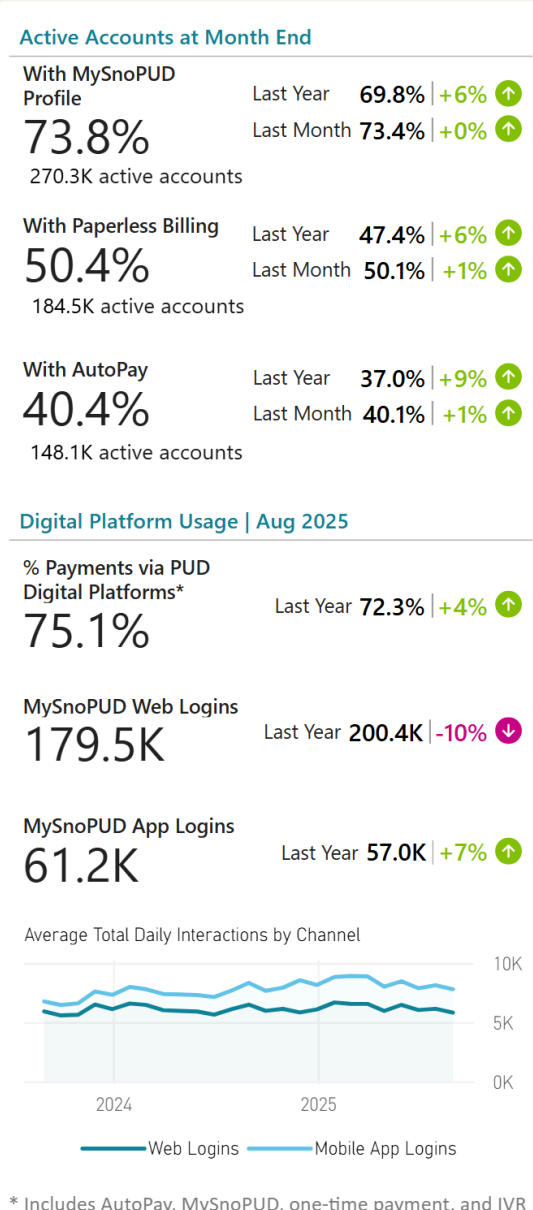 Active Accounts at Month End
With MySnoPUD
Profile
73.8%
270.3K active accounts
Last Year 69.8% +6%
Last Month 73.4% +0%
With Paperless Billing
50.4%
184.5K active accounts
Last Year 47.4% +6%
Last Month 50.1% +1%
With AutoPay
40.4%
148.1K active accounts
Last Year 37.0% +9%
Last Month 40.1% +1%
Digital Platform Usage | Aug 2025
% Payments via PUD
Digital Platforms*
75.1%
Last Year 72.3% +4%
MySnoPUD Web Logins
179.5K
Last Year 200.4K -10%
MySnoPUD App Logins
61.2K
Last Year 57.0K +7%
Average Total Daily Interactions by Channel
10K
5K
0K
2024 2025
Web Logins Mobile App Logins
* Includes AutoPay, MySnoPUD, one-time payment, and IVR